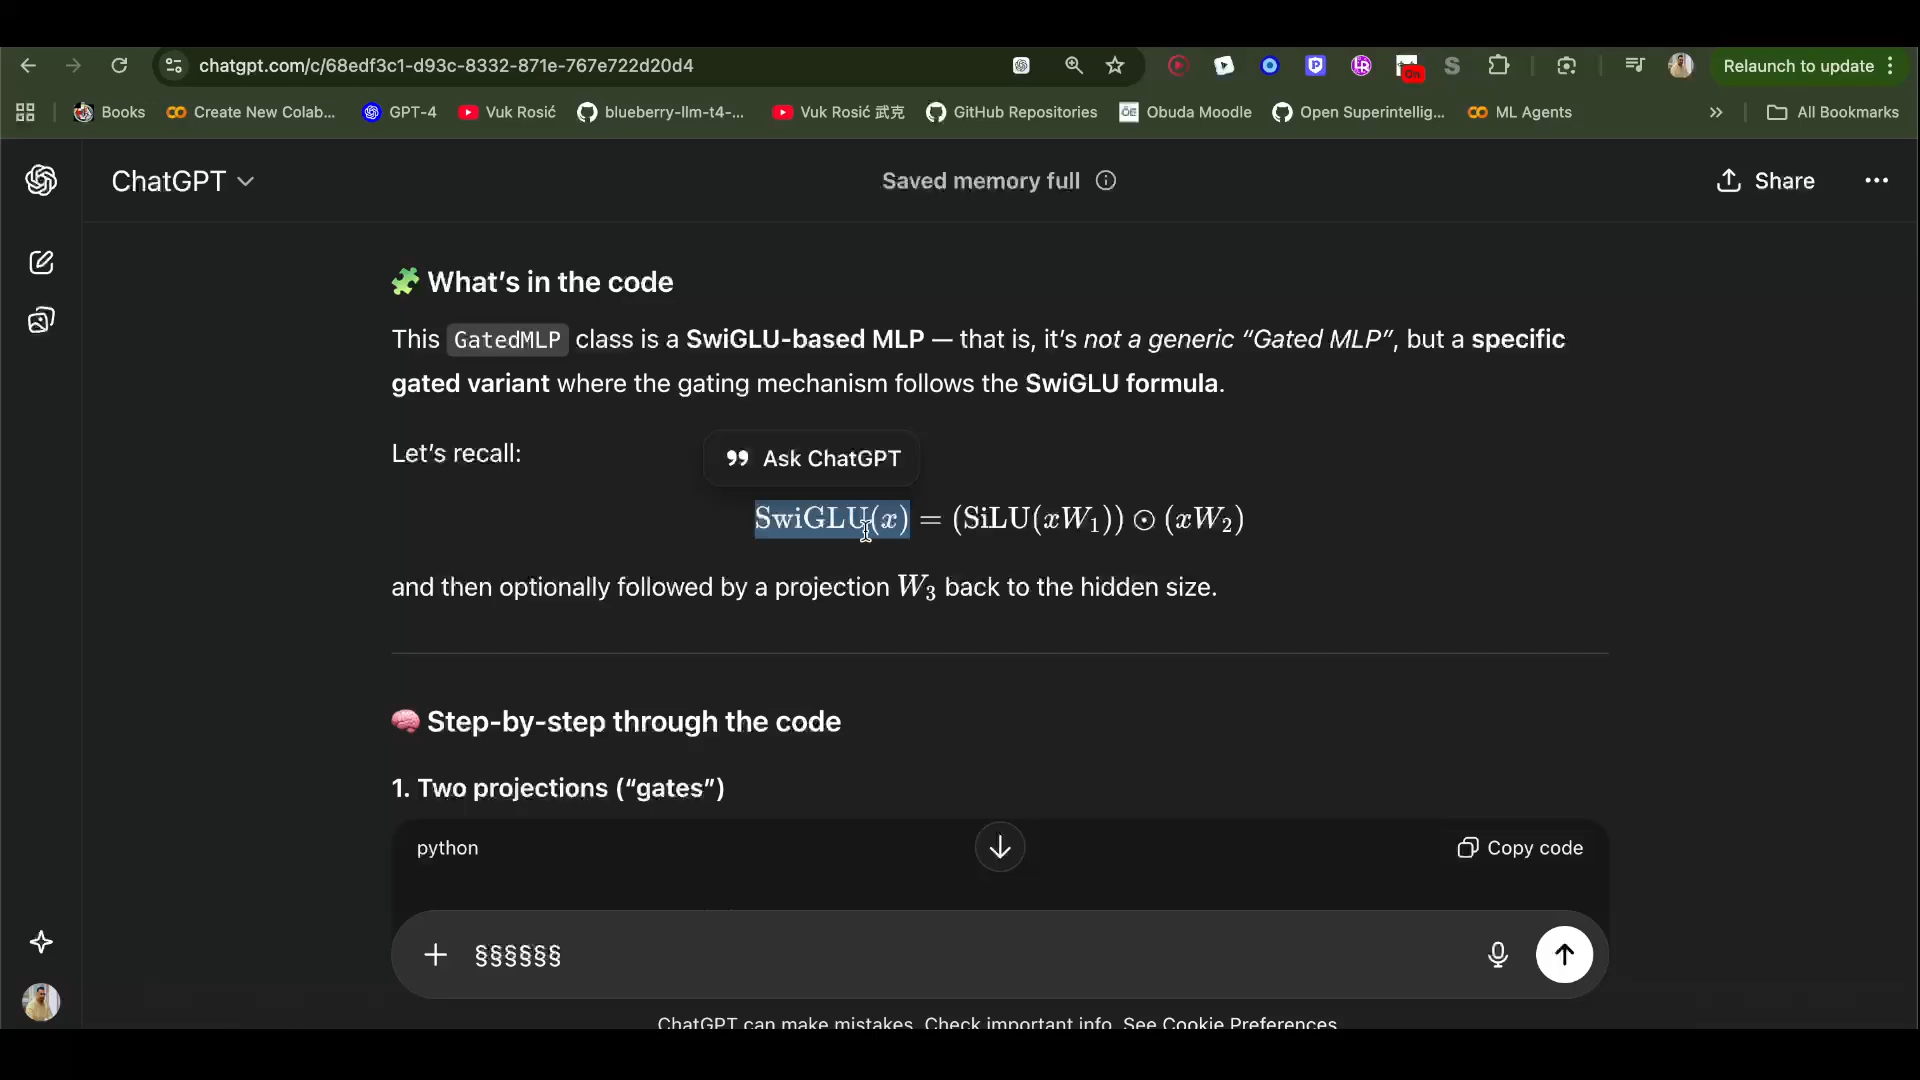 chatgpt.com/c/68edf3c1-d93c-8332-871e-767e722d20d4
On
Relaunch to update
Books
Create New Colab...
GPT-4
Vuk Rosić
blueberry-llm-t4-...
Vuk Rosić 武克
GitHub Repositories
Obuda Moodle
Open Superintellig...
ML Agents
»
All Bookmarks
ChatGPT
Saved memory full
Share
🧩 What's in the code
This GatedMLP class is a SwiGLU-based MLP — that is, it's not a generic “Gated MLP”, but a specific
gated variant where the gating mechanism follows the SwiGLU formula.
Let's recall:
Ask ChatGPT
SwiGLU(x) = (SiLU(xW₁)) ⊙ (xW₂)
and then optionally followed by a projection W₃ back to the hidden size.
🧠 Step-by-step through the code
1. Two projections (“gates”)
python
Copy code
§§§§§§
ChatGPT can make mistakes. Check important info. See Cookie Preferences.